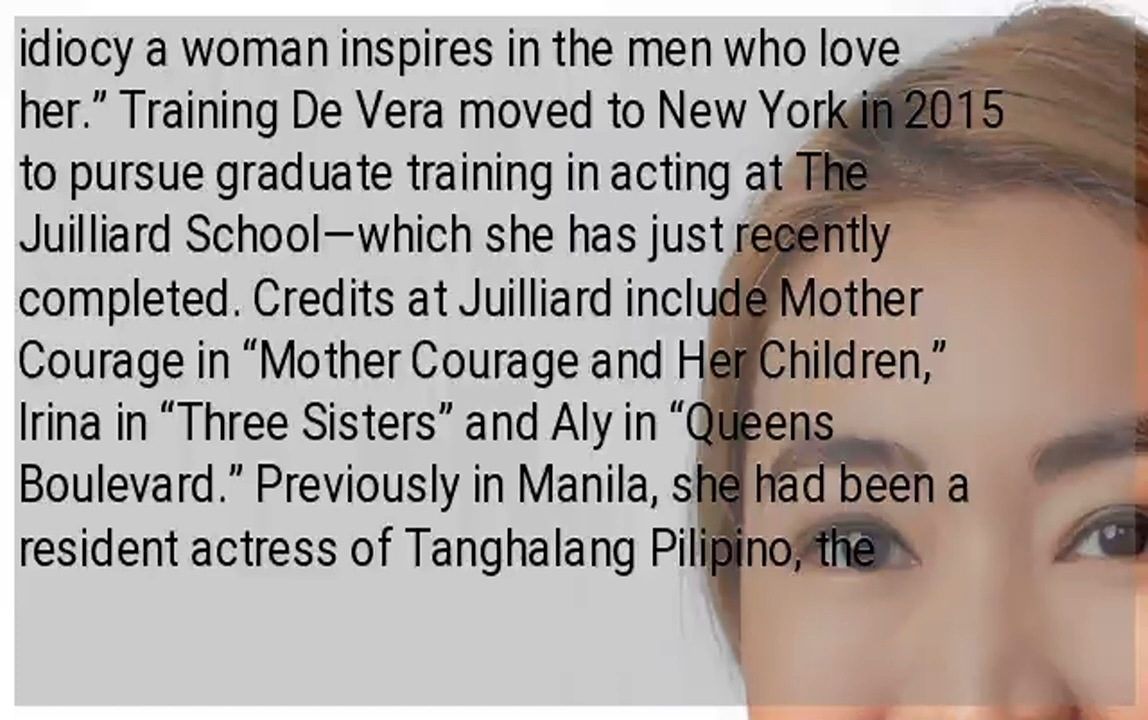 idiocy a woman inspires in the men who love
her.” Training De Vera moved to New York in 2015
to pursue graduate training in acting at The
Juilliard School—which she has just recently
completed. Credits at Juilliard include Mother
Courage in “Mother Courage and Her Children,”
Irina in “Three Sisters” and Aly in “Queens
Boulevard.” Previously in Manila, she had been a
resident actress of Tanghalang Pilipino, the